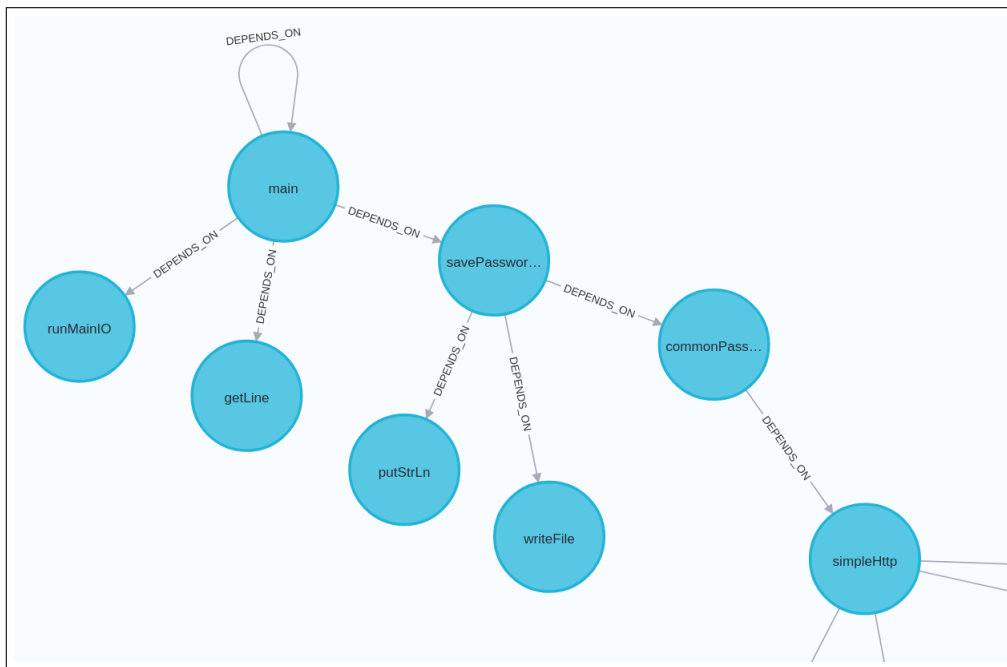 DEPENDS_ON
main
DEPENDS_ON
DEPENDS_ON
DEPENDS_ON
savePasswor…
DEPENDS_ON
runMainIO
getLine
DEPENDS_ON
DEPENDS_ON
commonPass…
putStrLn
DEPENDS_ON
writeFile
simpleHttp